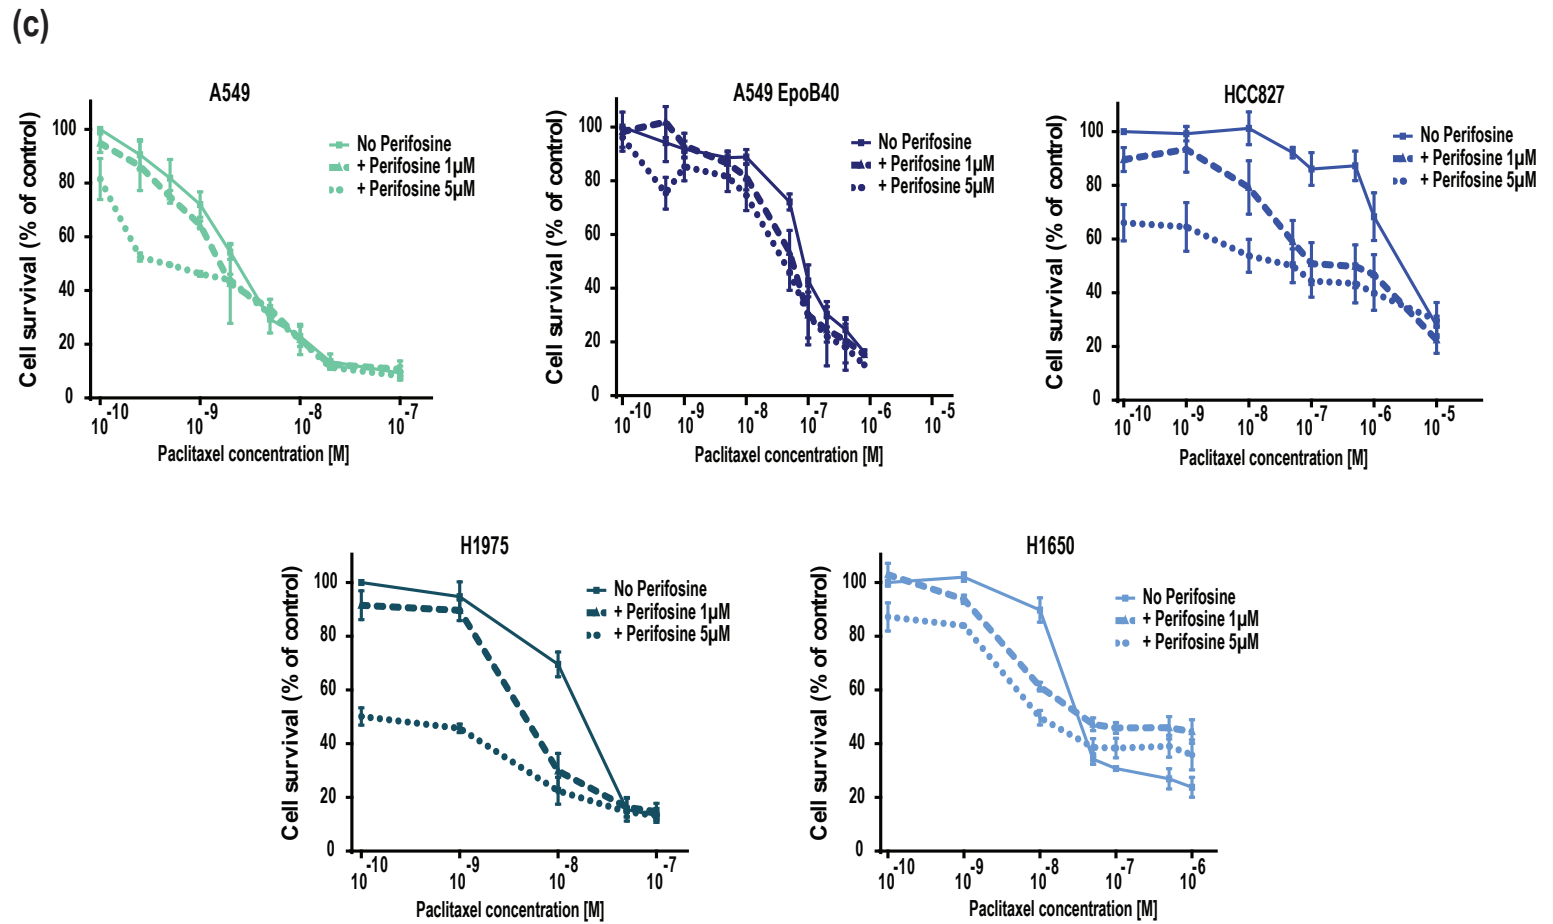 (c)
A549
Cell survival (% of control)
100
80
60
40
20
0
10-10
10-9
10-8
10-7
Paclitaxel concentration [M]
No Perifosine
+ Perifosine 1µM
+ Perifosine 5µM
A549 EpoB40
Cell survival (% of control)
100
80
60
40
20
0
10-10
10-9
10-8
10-7
10-6
10-5
Paclitaxel concentration [M]
No Perifosine
+ Perifosine 1µM
+ Perifosine 5µM
HCC827
Cell survival (% of control)
100
80
60
40
20
0
10-10
10-9
10-8
10-7
10-6
10-5
Paclitaxel concentration [M]
No Perifosine
+ Perifosine 1µM
+ Perifosine 5µM
H1975
Cell survival (% of control)
100
80
60
40
20
0
10-10
10-9
10-8
10-7
Paclitaxel concentration [M]
No Perifosine
+ Perifosine 1µM
+ Perifosine 5µM
H1650
Cell survival (% of control)
100
80
60
40
20
0
10-10
10-9
10-8
10-7
10-6
Paclitaxel concentration [M]
No Perifosine
+ Perifosine 1µM
+ Perifosine 5µM